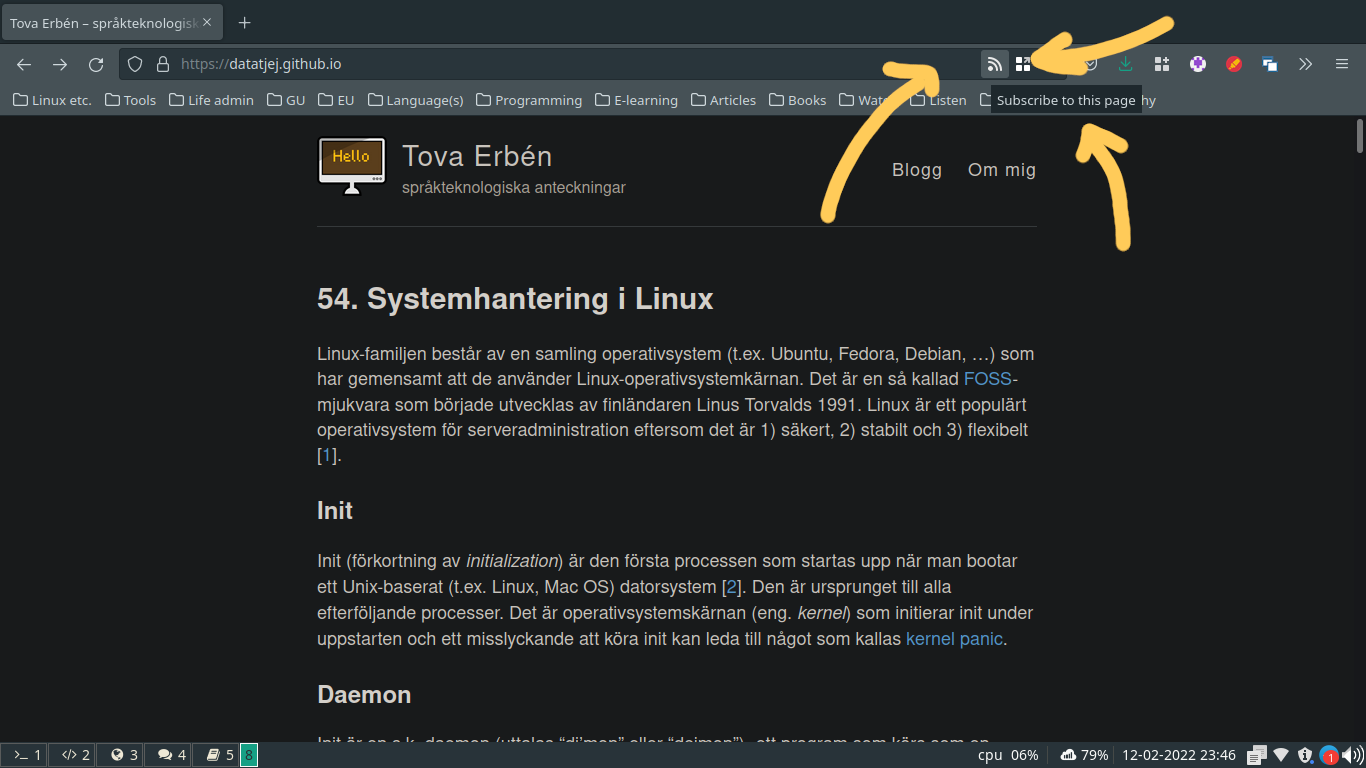 Tova Erbén – språkteknologisk
https://datatjej.github.io
Linux etc. Tools Life admin GU EU Language(s) Programming E-learning Articles Books Listen
Subscribe to this page
Hello
Tova Erbén
språkteknologiska anteckningar
Blogg Om mig
54. Systemhantering i Linux
Linux-familjen består av en samling operativsystem (t.ex. Ubuntu, Fedora, Debian, …) som
har gemensamt att de använder Linux-operativsystemkärnan. Det är en så kallad FOSS-
mjukvara som började utvecklas av finländaren Linus Torvalds 1991. Linux är ett populärt
operativsystem för serveradministration eftersom det är 1) säkert, 2) stabilt och 3) flexibelt
[1].
Init
Init (förkortning av initialization) är den första processen som startas upp när man bootar
ett Unix-baserat (t.ex. Linux, Mac OS) datorsystem [2]. Den är ursprunget till alla
efterföljande processer. Det är operativsystemskärnan (eng. kernel) som initierar init under
uppstarten och ett misslyckande att köra init kan leda till något som kallas kernel panic.
Daemon
1 </> 2 3 4 5 8 cpu 06% 79% 12-02-2022 23:46 1